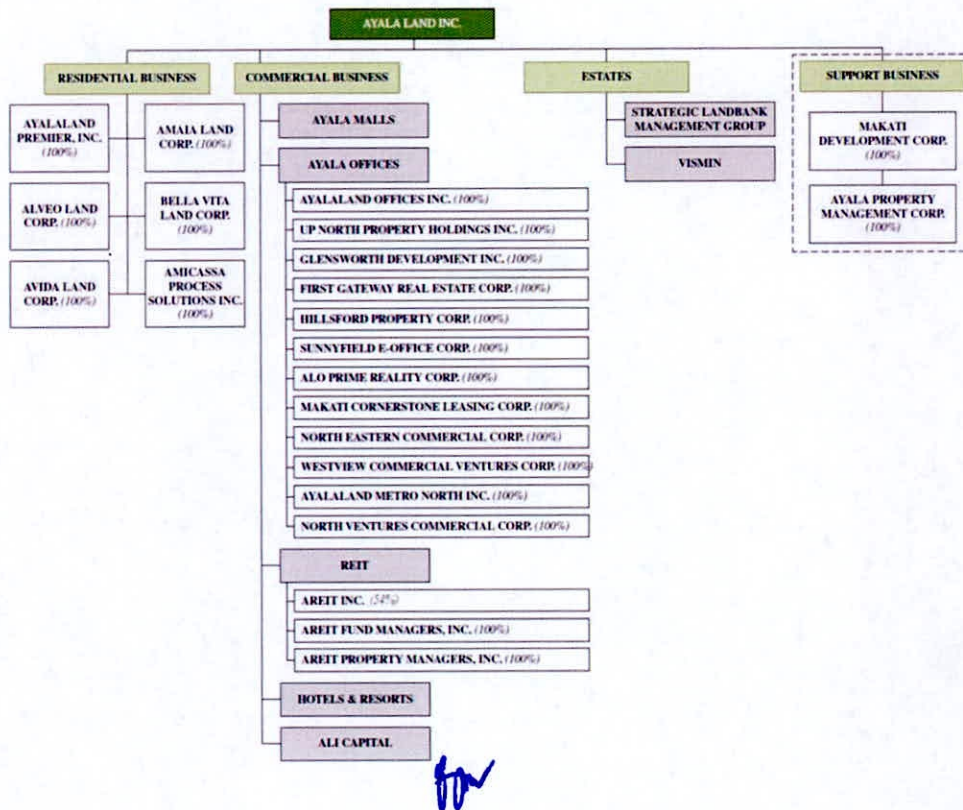 AYALA LAND INC.
RESIDENTIAL BUSINESS
AYALALAND
PREMIER, INC.
(100%)
AMAIA LAND
CORP. (100%)
ALVEO LAND
CORP. (100%)
BELLA VITA
LAND CORP.
(100%)
AVIDA LAND
CORP. (100%)
AMICASSA
PROCESS
SOLUTIONS INC.
(100%)
COMMERCIAL BUSINESS
AYALA MALLS
AYALA OFFICES
AYALALAND OFFICES INC. (100%)
UP NORTH PROPERTY HOLDINGS INC. (100%)
GLENSWORTH DEVELOPMENT INC. (100%)
FIRST GATEWAY REAL ESTATE CORP. (100%)
HILLSFORD PROPERTY CORP. (100%)
SUNNYFIELD E-OFFICE CORP. (100%)
ALO PRIME REALITY CORP. (100%)
MAKATI CORNERSTONE LEASING CORP. (100%)
NORTH EASTERN COMMERCIAL CORP. (100%)
WESTVIEW COMMERCIAL VENTURES CORP. (100%)
AYALALAND METRO NORTH INC. (100%)
NORTH VENTURES COMMERCIAL CORP. (100%)
REIT
AREIT INC. (54%)
AREIT FUND MANAGERS, INC. (100%)
AREIT PROPERTY MANAGERS, INC. (100%)
HOTELS & RESORTS
ALI CAPITAL
ESTATES
STRATEGIC LANDBANK
MANAGEMENT GROUP
VISMIN
SUPPORT BUSINESS
MAKATI
DEVELOPMENT CORP.
(100%)
AYALA PROPERTY
MANAGEMENT CORP.
(100%)